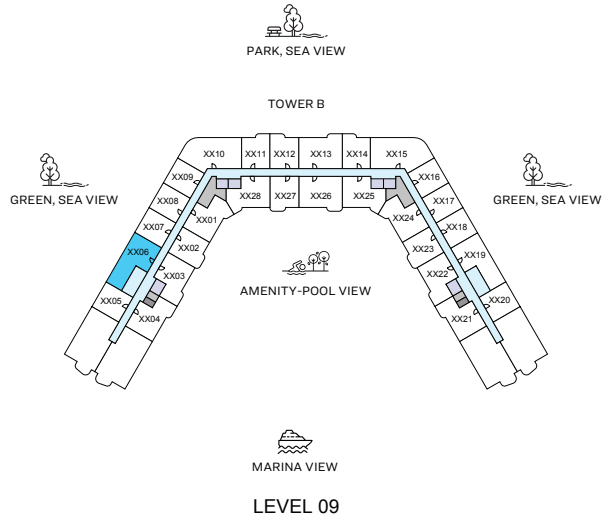 PARK, SEA VIEW
TOWER B
XX10 XX11 XX12 XX13 XX14 XX15
XX09 XX16
GREEN, SEA VIEW
GREEN, SEA VIEW
XX08 XX01 XX28 XX27 XX26 XX25 XX24 XX17
XX07 XX02 XX23 XX18
XX06 XX03 XX22 XX19
AMENITY-POOL VIEW
XX05 XX04 XX21 XX20
MARINA VIEW
LEVEL 09